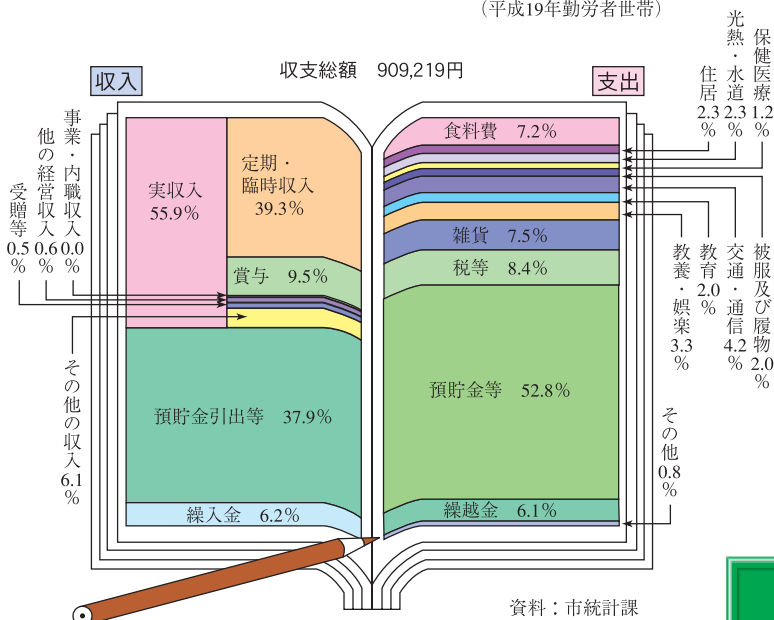 (平成19年勤労者世帯)
収支総額 909,219円
収入
支出
実収入
55.9%
定期・
臨時収入
39.3%
賞与 9.5%
事業・内職収入0.0%
他の経営収入0.6%
受贈等0.5%
その他の収入6.1%
預貯金引出等 37.9%
繰入金 6.2%
食料費 7.2%
住居2.3%
光熱・水道2.3%
保健医療1.2%
被服及び履物2.0%
交通・通信4.2%
教育2.0%
教養・娯楽3.3%
雑貨 7.5%
税等 8.4%
預貯金等 52.8%
繰越金 6.1%
その他0.8%
資料:市統計課